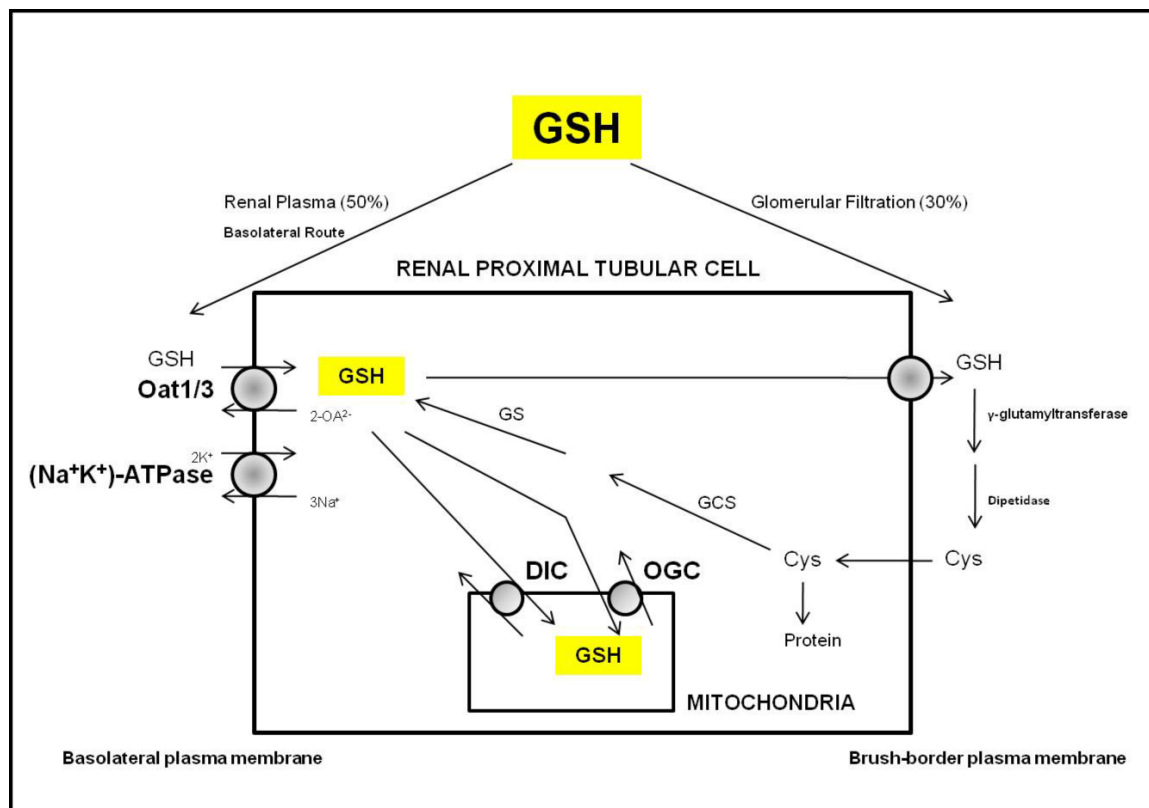 GSH
Renal Plasma (50%)
Glomerular Filtration (30%)
Basolateral Route
RENAL PROXIMAL TUBULAR CELL
GSH
GSH
GSH
Oat1/3
2-OA²⁻
GS
γ-glutamyltransferase
2K⁺
(Na⁺K⁺)-ATPase
3Na⁺
GCS
Dipetidase
Cys
Cys
DIC
OGC
Protein
GSH
MITOCHONDRIA
Basolateral plasma membrane
Brush-border plasma membrane